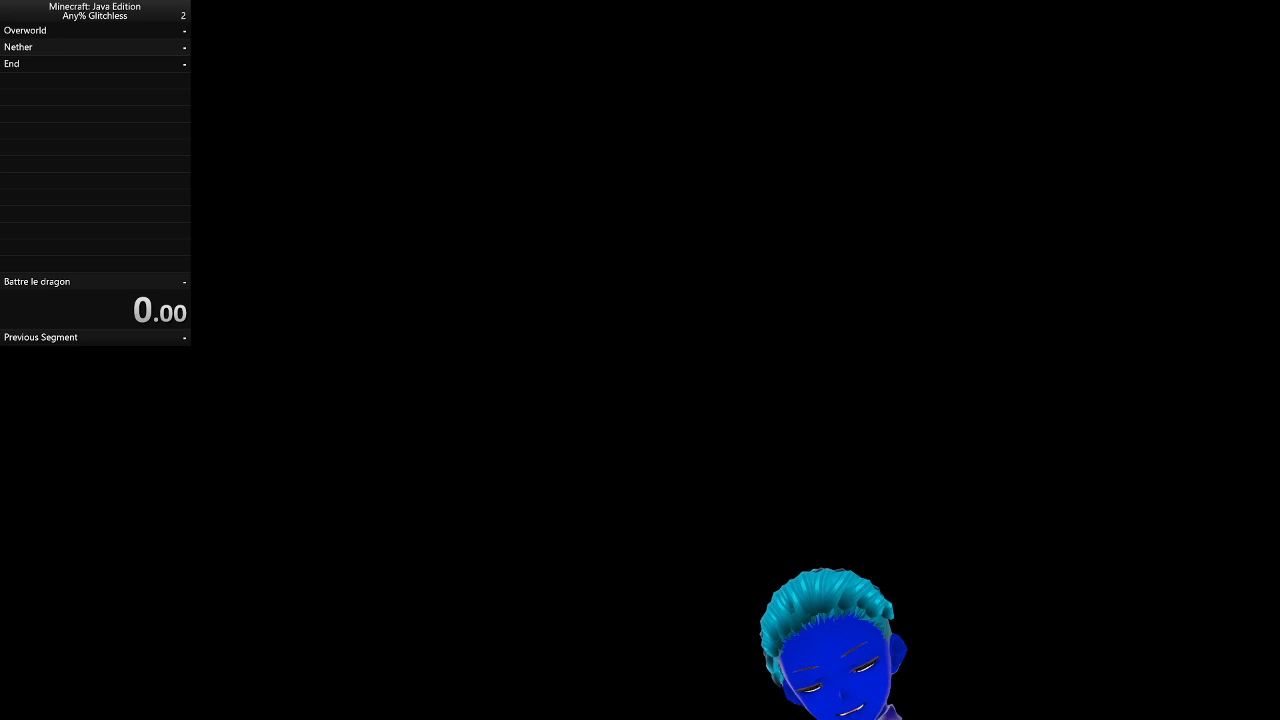 Minecraft: Java Edition
Any% Glitchless 2
Overworld -
Nether -
End -
Battre le dragon -
0.00
Previous Segment -